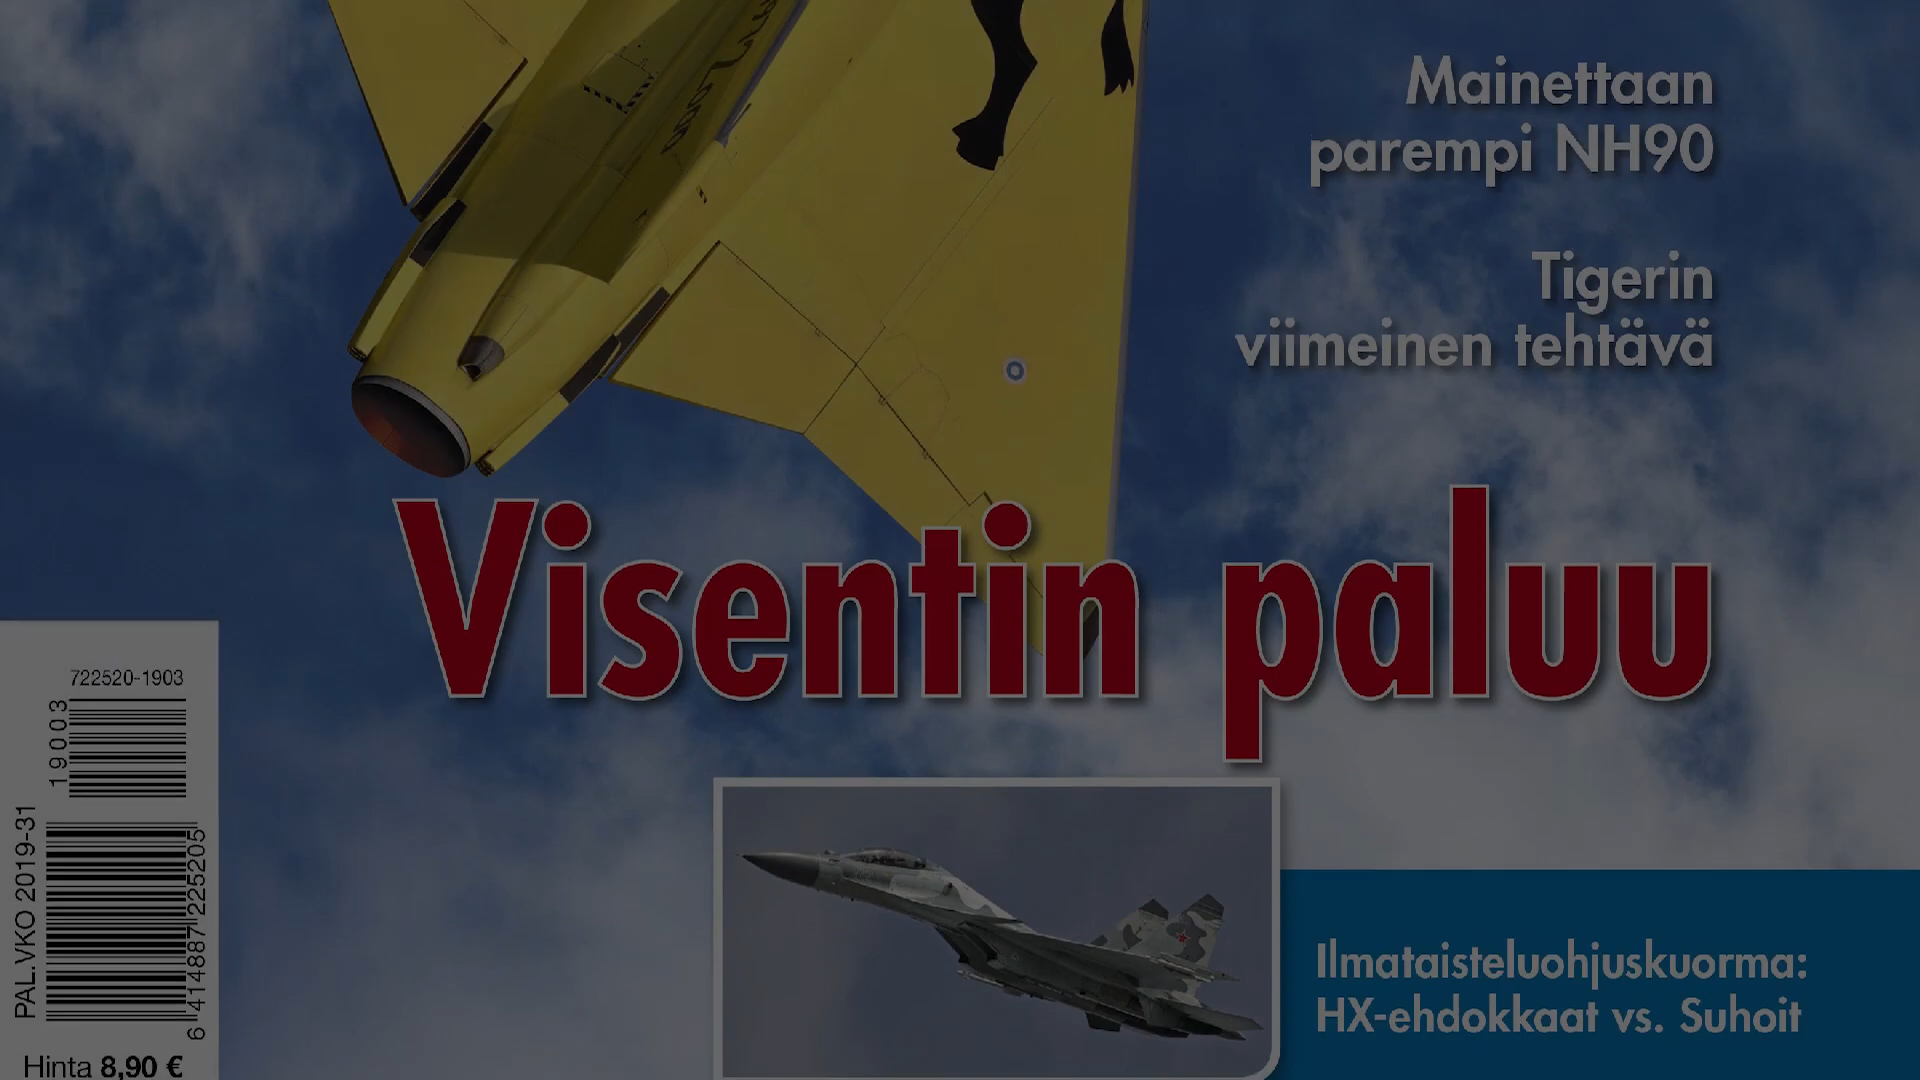 Mainettaan
parempi NH90
Tigerin
viimeinen tehtävä
Visentin paluu
722520-1903
19003
PAL.VKO 2019-31
6 414887 225205
Hinta 8,90 €
Ilmataisteluohjuskuorma:
HX-ehdokkaat vs. Suhoit